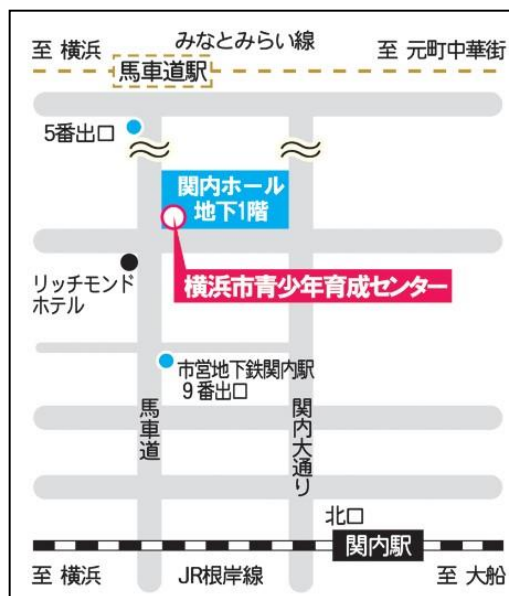 みなとみらい線
至 横浜
至 元町中華街
馬車道駅
5番出口
関内ホール
地下1階
横浜市青少年育成センター
リッチモンド
ホテル
市営地下鉄関内駅
9番出口
馬車道
関内大通り
北口
関内駅
至 横浜
JR根岸線
至 大船